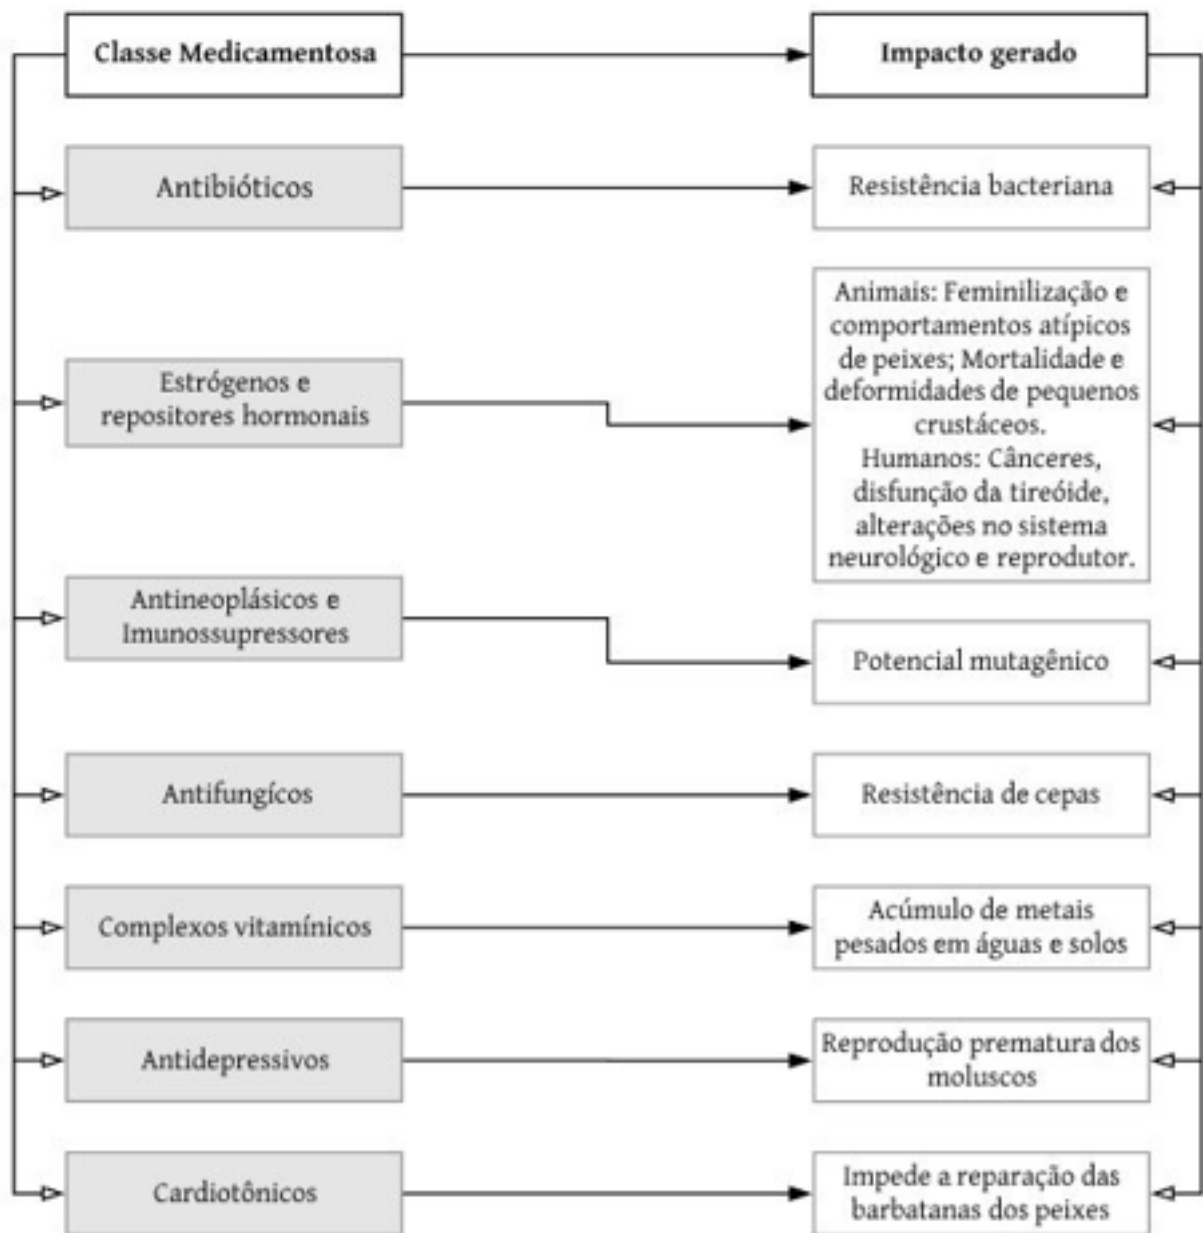 Classe Medicamentosa
Impacto gerado
Antibióticos
Resistência bacteriana
Estrógenos e
repositores hormonais
Animais: Feminilização e
comportamentos atípicos
de peixes; Mortalidade e
deformidades de pequenos
crustáceos.
Humanos: Cânceres,
disfunção da tireóide,
alterações no sistema
neurológico e reprodutor.
Antineoplásicos e
Imunossupressores
Potencial mutagênico
Antifungícos
Resistência de cepas
Complexos vitamínicos
Acúmulo de metais
pesados em águas e solos
Antidepressivos
Reprodução prematura dos
moluscos
Cardiotônicos
Impede a reparação das
barbatanas dos peixes